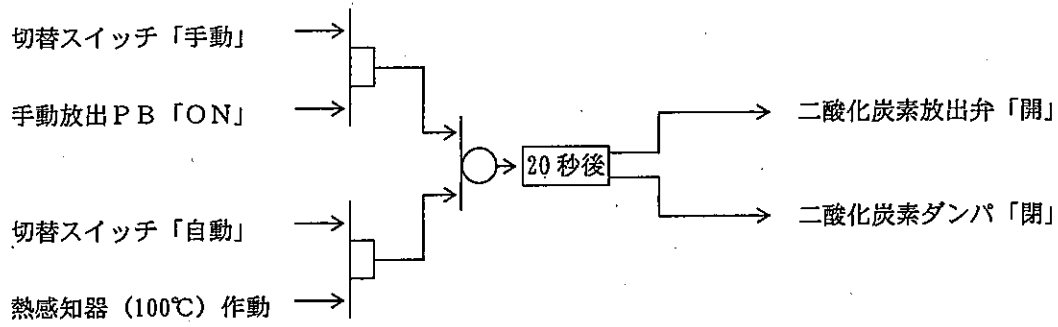 切替スイッチ「手動」
手動放出PB「ON」
切替スイッチ「自動」
熱感知器(100℃)作動
20秒後
二酸化炭素放出弁「開」
二酸化炭素ダンパ「閉」